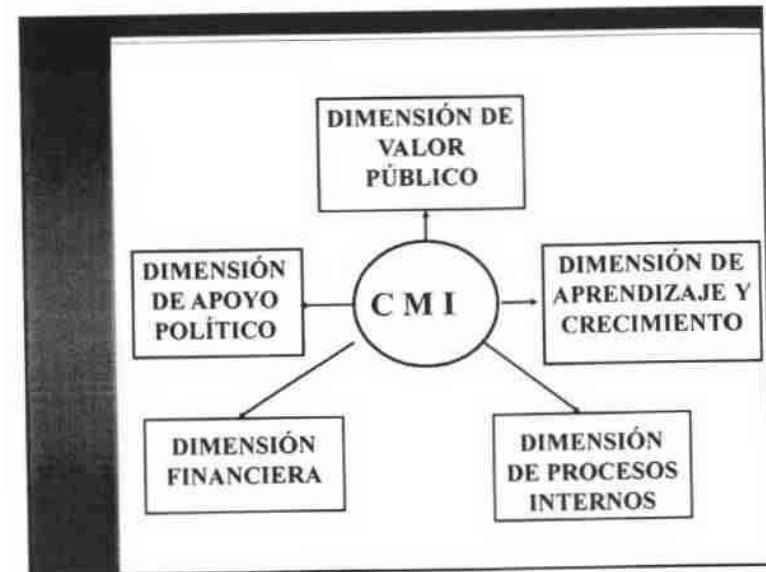 DIMENSIÓN DE
VALOR
PÚBLICO
DIMENSIÓN
DE APOYO
POLÍTICO
C M I
DIMENSIÓN DE
APRENDIZAJE Y
CRECIMIENTO
DIMENSIÓN
FINANCIERA
DIMENSIÓN
DE PROCESOS
INTERNOS